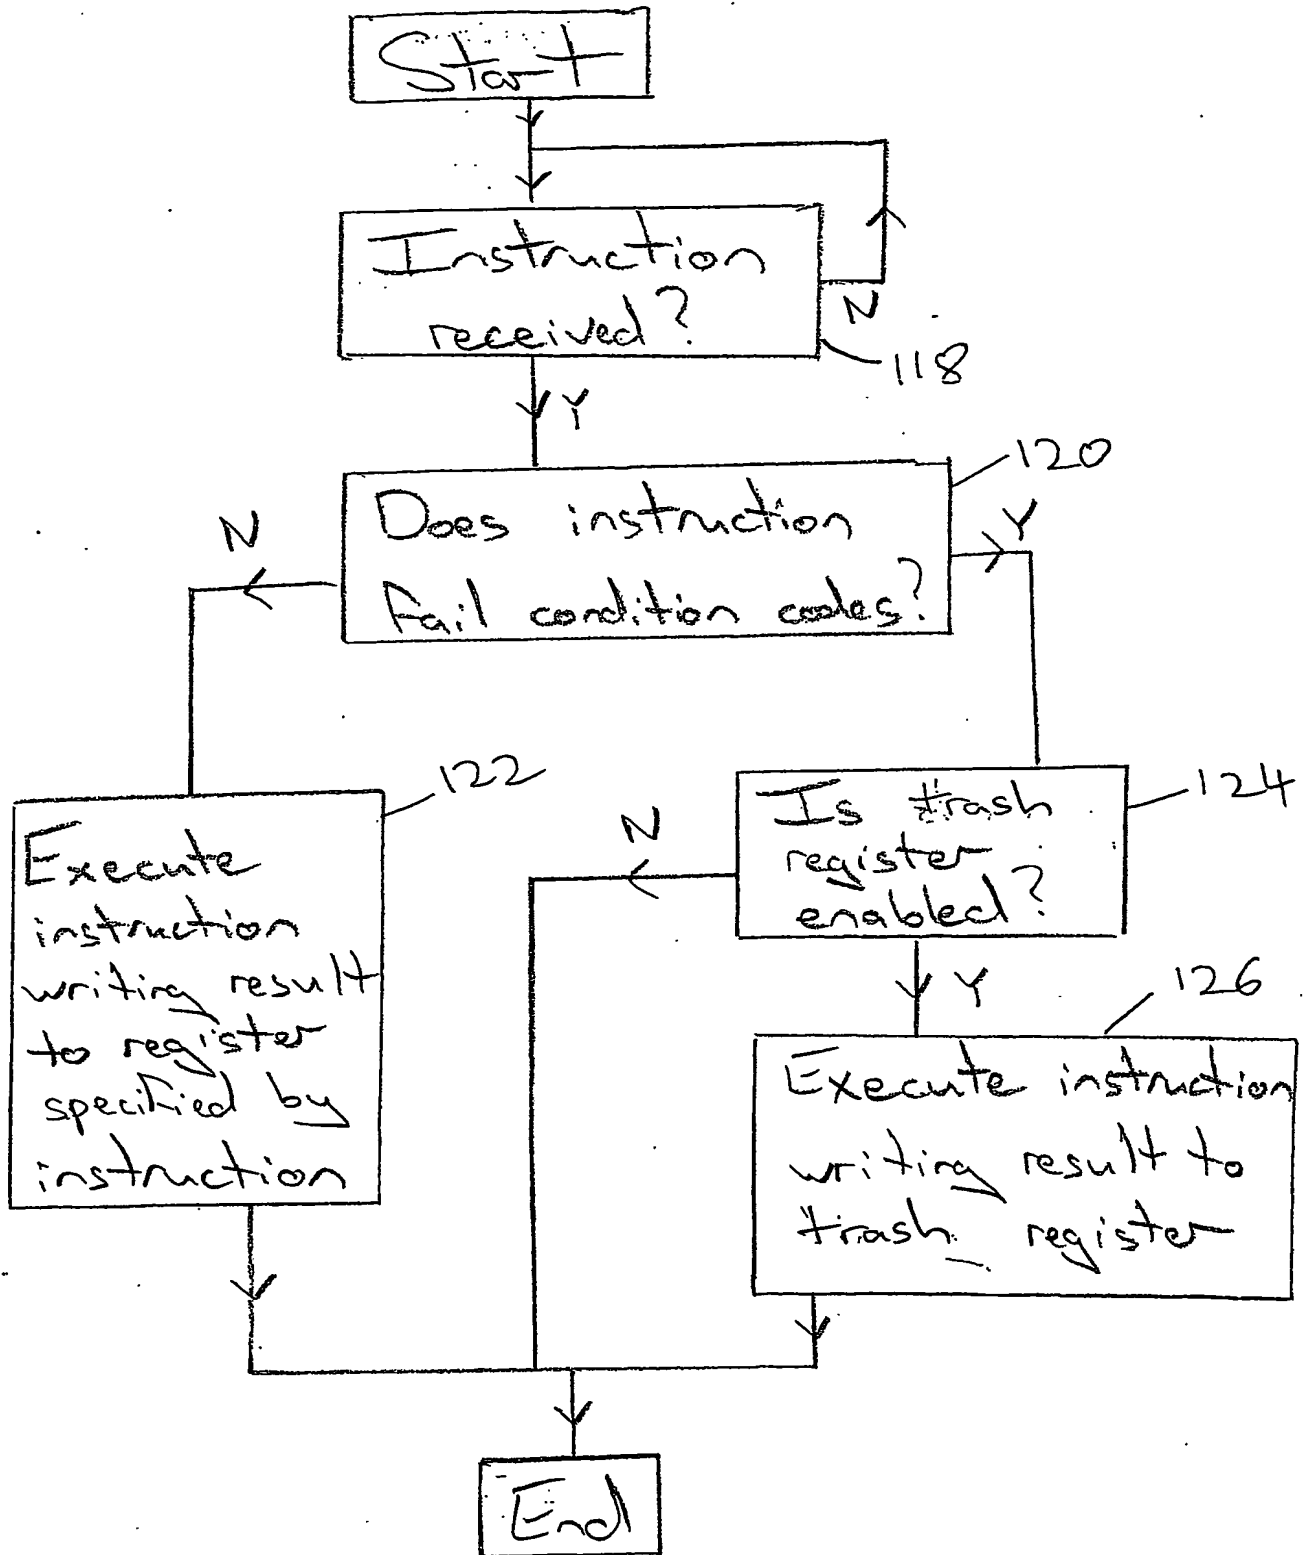 Start
Instruction
received?
N
118
Y
120
Does instruction
fail condition codes?
N
Y
122
Execute
instruction
writing result
to register
specified by
instruction
124
Is trash
register
enabled?
N
Y
126
Execute instruction
writing result to
trash register
End